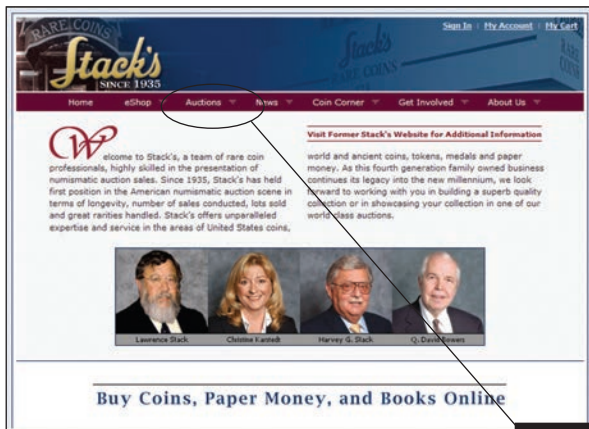 RARE COINS
Stack's
SINCE 1935
Stack's
RARE COINS
RARE
COINS
Sign In | My Account | My Cart
Home eShop Auctions News Coin Corner Get Involved About Us
Welcome to Stack's, a team of rare coin
professionals, highly skilled in the presentation of
numismatic auction sales. Since 1935, Stack's has held
first position in the American numismatic auction scene in
terms of longevity, number of sales conducted, lots sold
and great rarities handled. Stack's offers unparalleled
expertise and service in the areas of United States coins,
Visit Former Stack's Website for Additional Information
world and ancient coins, tokens, medals and paper
money. As this fourth generation family owned business
continues its legacy into the new millennium, we look
forward to working with you in building a superb quality
collection or in showcasing your collection in one of our
world class auctions.
Lawrence Stack Christine Karstedt Harvey G. Stack Q. David Bowers
Buy Coins, Paper Money, and Books Online